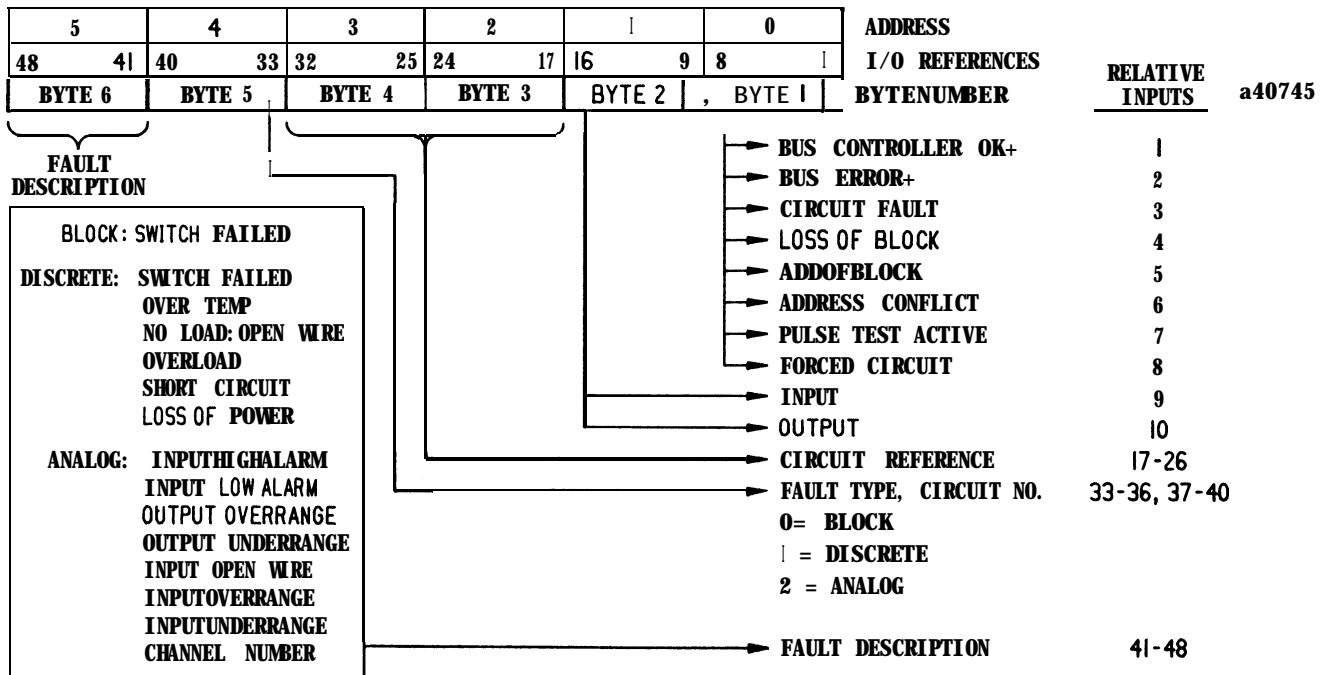 5 4 3 2 1 0 ADDRESS
48 41 40 33 32 25 24 17 16 9 8 1 I/O REFERENCES
BYTE 6 BYTE 5 BYTE 4 BYTE 3 BYTE 2 , BYTE 1 BYTENUMBER
RELATIVE
INPUTS
a40745
FAULT
DESCRIPTION
BLOCK: SWITCH FAILED
DISCRETE: SWITCH FAILED
OVER TEMP
NO LOAD: OPEN WIRE
OVERLOAD
SHORT CIRCUIT
LOSS OF POWER
ANALOG: INPUTHIGHALARM
INPUT LOW ALARM
OUTPUT OVERRANGE
OUTPUT UNDERRANGE
INPUT OPEN WIRE
INPUTOVERRANGE
INPUTUNDERRANGE
CHANNEL NUMBER
BUS CONTROLLER OK+ 1
BUS ERROR+ 2
CIRCUIT FAULT 3
LOSS OF BLOCK 4
ADDOFBLOCK 5
ADDRESS CONFLICT 6
PULSE TEST ACTIVE 7
FORCED CIRCUIT 8
INPUT 9
OUTPUT 10
CIRCUIT REFERENCE 17-26
FAULT TYPE, CIRCUIT NO. 33-36, 37-40
0= BLOCK
1 = DISCRETE
2 = ANALOG
FAULT DESCRIPTION 41-48